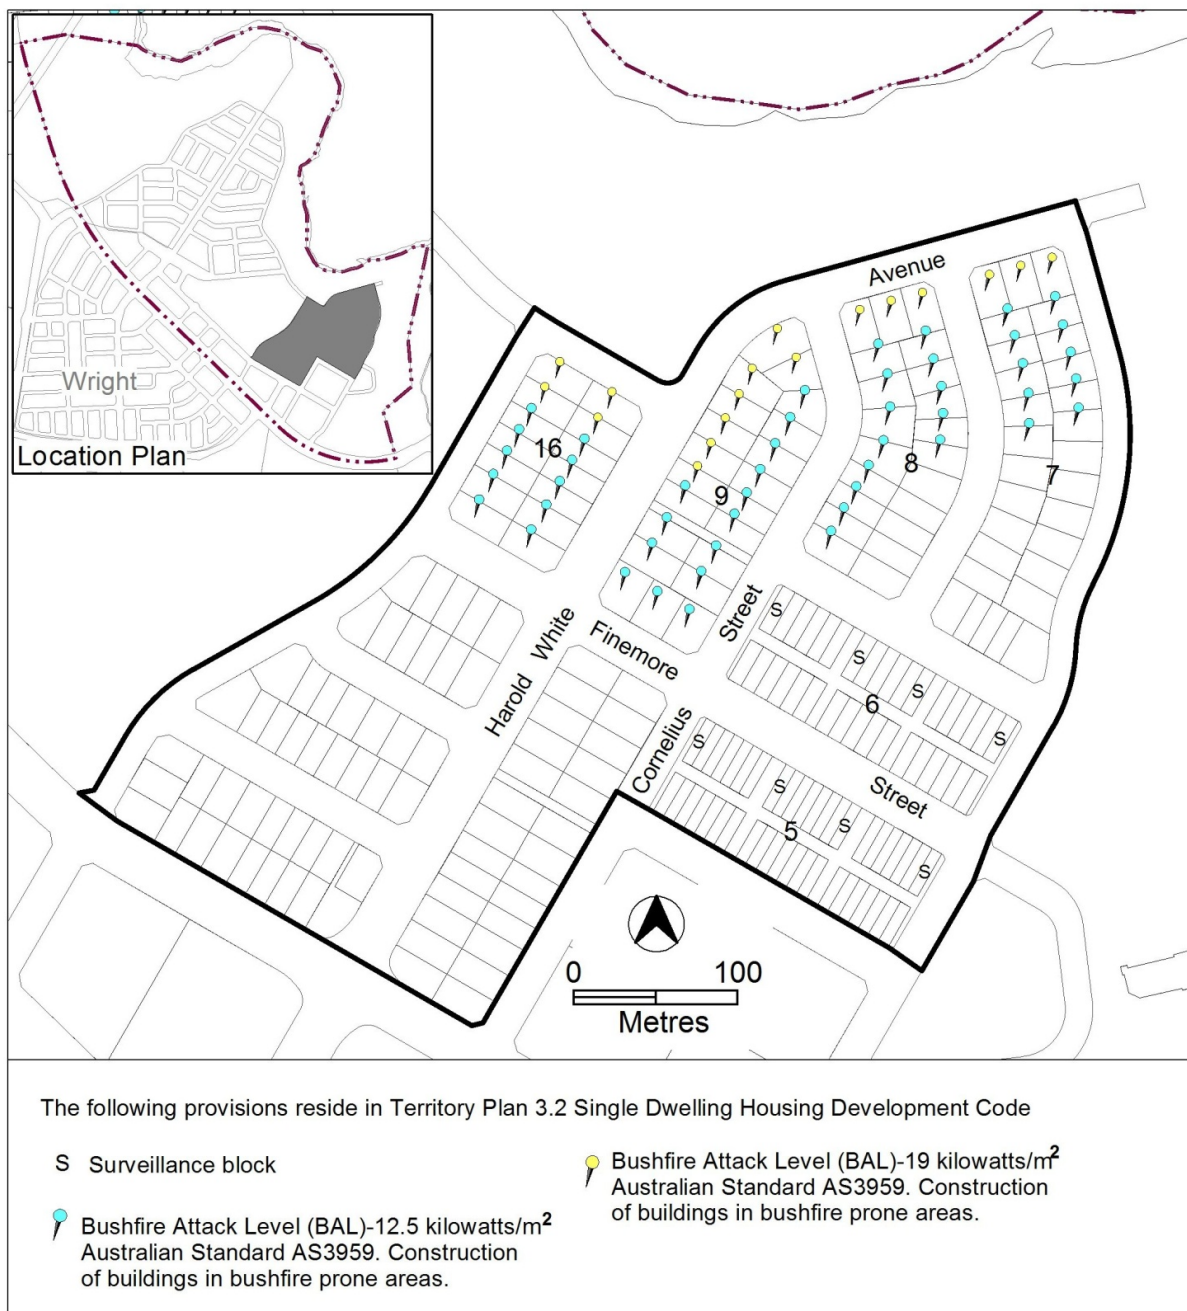 Wright
Location Plan
Avenue
16
9
8
7
Harold White
Finemore
Street
Cornelius
Street
S
S
S
S
6
S
S
S
S
5
0 100
Metres
The following provisions reside in Territory Plan 3.2 Single Dwelling Housing Development Code
S Surveillance block
Bushfire Attack Level (BAL)-12.5 kilowatts/m²
Australian Standard AS3959. Construction
of buildings in bushfire prone areas.
Bushfire Attack Level (BAL)-19 kilowatts/m²
Australian Standard AS3959. Construction
of buildings in bushfire prone areas.